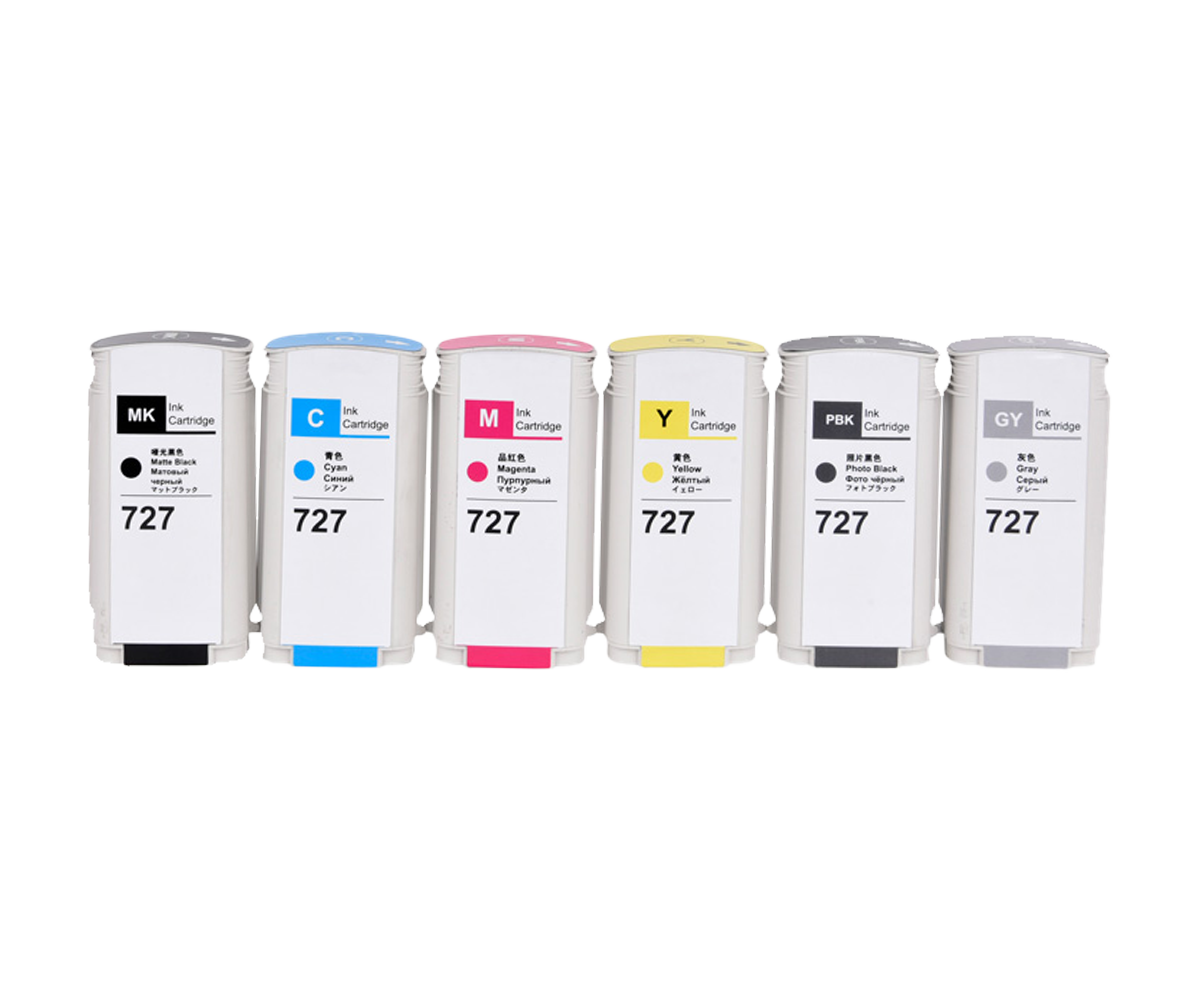 MK
Ink
Cartridge
哑光黑色
Matte Black
Матовый
черный
マットブラック
727
C
Ink
Cartridge
青色
Cyan
Синий
シアン
727
M
Ink
Cartridge
品红色
Magenta
Пурпурный
マゼンタ
727
Y
Ink
Cartridge
黄色
Yellow
Жёлтый
イェロー
727
PBK
Ink
Cartridge
照片黑色
Photo Black
Фото чёрный
フォトブラック
727
GY
Ink
Cartridge
灰色
Gray
Серый
グレー
727